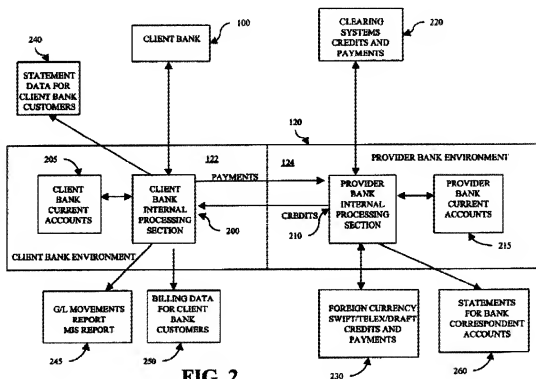 240
100
220
STATEMENT
DATA FOR
CLIENT BANK
CUSTOMERS
CLIENT BANK
CLEARING
SYSTEMS
CREDITS AND
PAYMENTS
120
205
122
124
PROVIDER BANK ENVIRONMENT
PAYMENTS
CREDITS
CLIENT
BANK
CURRENT
ACCOUNTS
CLIENT
BANK
INTERNAL
PROCESSING
SECTION
200
210
PROVIDER
BANK
INTERNAL
PROCESSING
SECTION
PROVIDER
BANK
CURRENT
ACCOUNTS
215
CLIENT BANK ENVIRONMENT
G/L MOVEMENTS
REPORT
MIS REPORT
245
BILLING DATA
FOR CLIENT
BANK
CUSTOMERS
250
FOREIGN CURRENCY
SWIFT/TELEX/DRAFT
CREDITS AND
PAYMENTS
230
STATEMENTS
FOR BANK
CORRESPONDENT
ACCOUNTS
260
FIG. 2